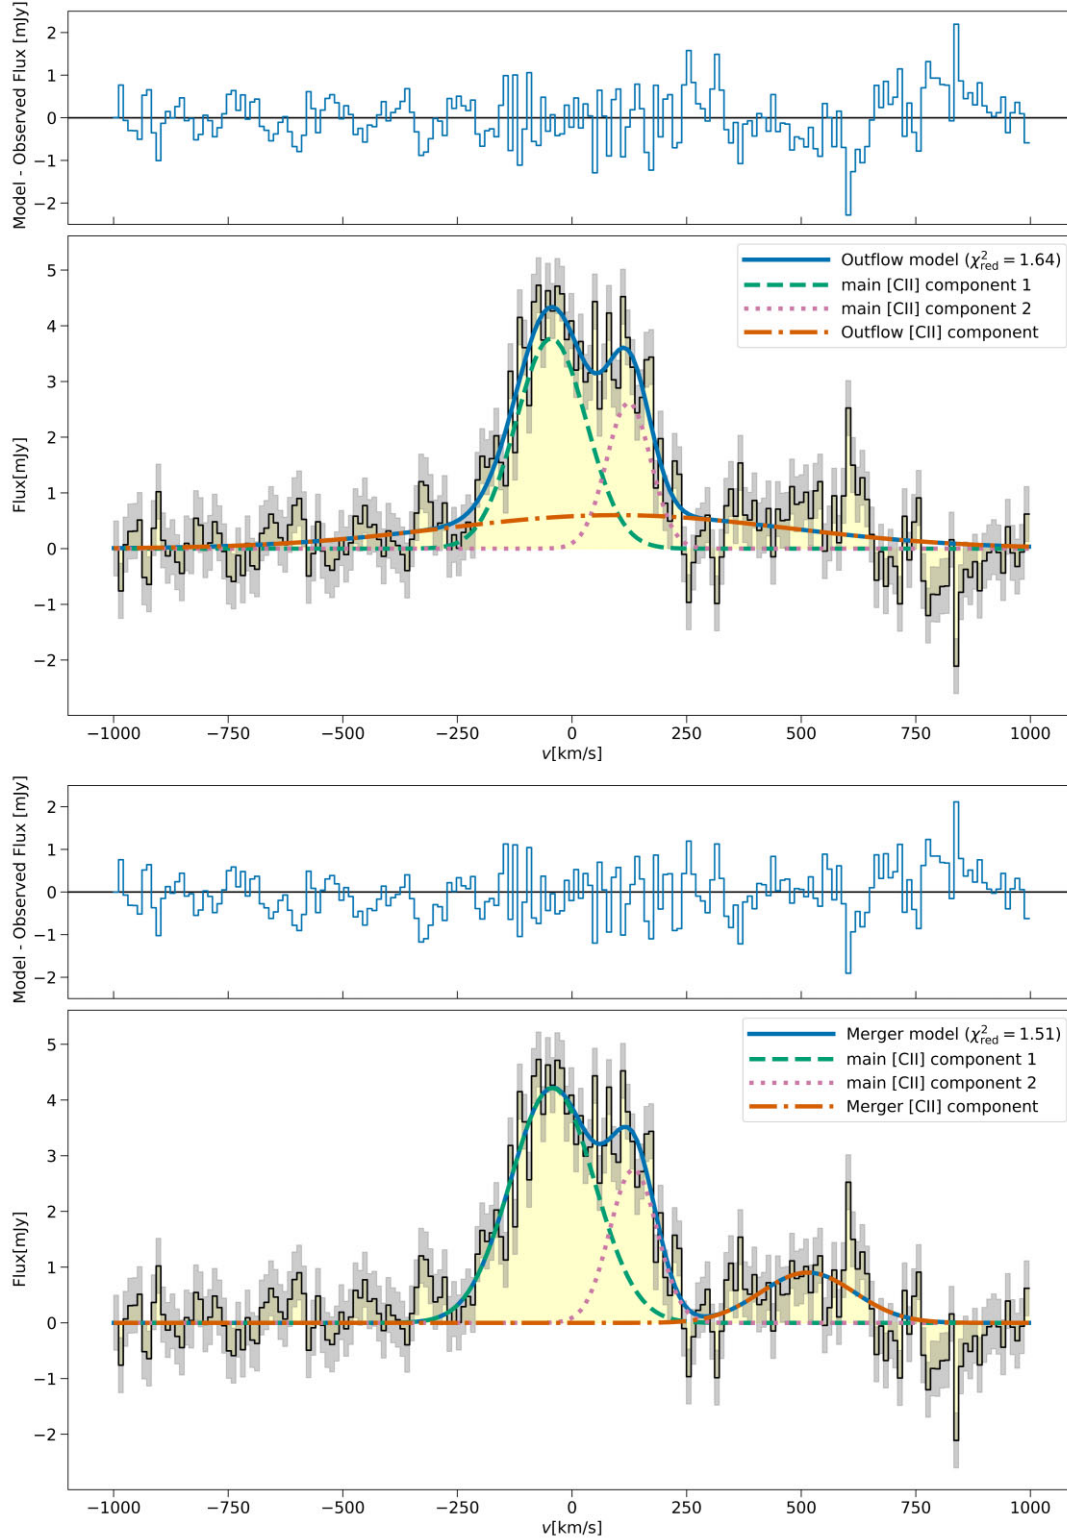 Model - Observed Flux [mJy]
2
1
0
−1
−2
Flux[mJy]
5
4
3
2
1
0
−1
−2
Outflow model (χ²red = 1.64)
main [CII] component 1
main [CII] component 2
Outflow [CII] component
−1000 −750 −500 −250 0 250 500 750 1000
v[km/s]
Model - Observed Flux [mJy]
2
1
0
−1
−2
Flux[mJy]
5
4
3
2
1
0
−1
−2
Merger model (χ²red = 1.51)
main [CII] component 1
main [CII] component 2
Merger [CII] component
−1000 −750 −500 −250 0 250 500 750 1000
v[km/s]